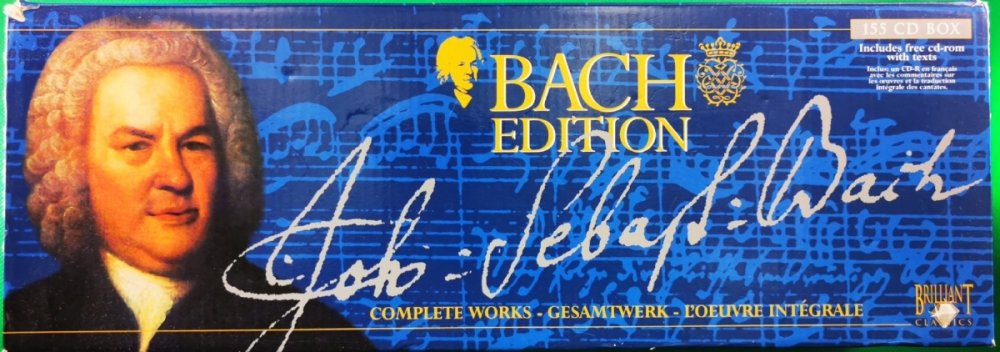 155 CD BOX
Includes free cd-rom
with texts
Inclus: un CD-R en français
avec les commentaires sur
les œuvres et la traduction
intégrale des cantates.
BACH
EDITION
Joh: Sebast: Bach
COMPLETE WORKS - GESAMTWERK - L'OEUVRE INTÉGRALE
BRILLIANT
CLASSICS